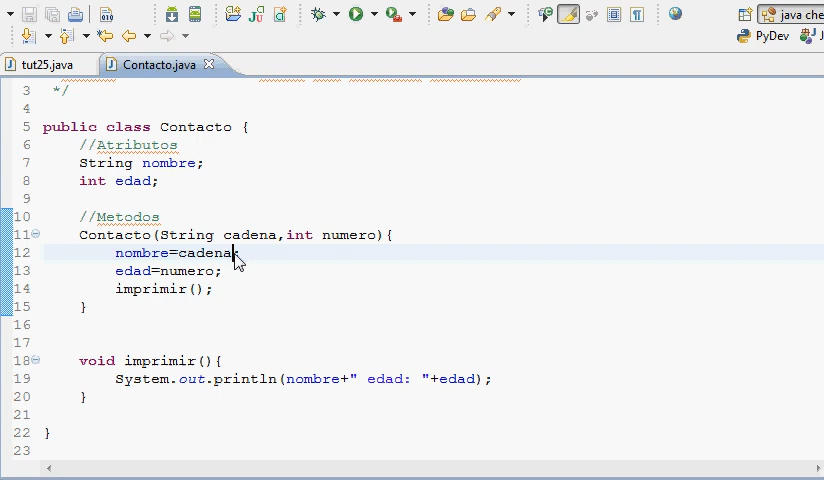 java che
PyDev J
tut25.java Contacto.java
3 */
4
5 public class Contacto {
6 //Atributos
7 String nombre;
8 int edad;
9
10 //Metodos
11 Contacto(String cadena,int numero){
12 nombre=cadena;
13 edad=numero;
14 imprimir();
15 }
16
17
18 void imprimir(){
19 System.out.println(nombre+" edad: "+edad);
20 }
21
22 }
23